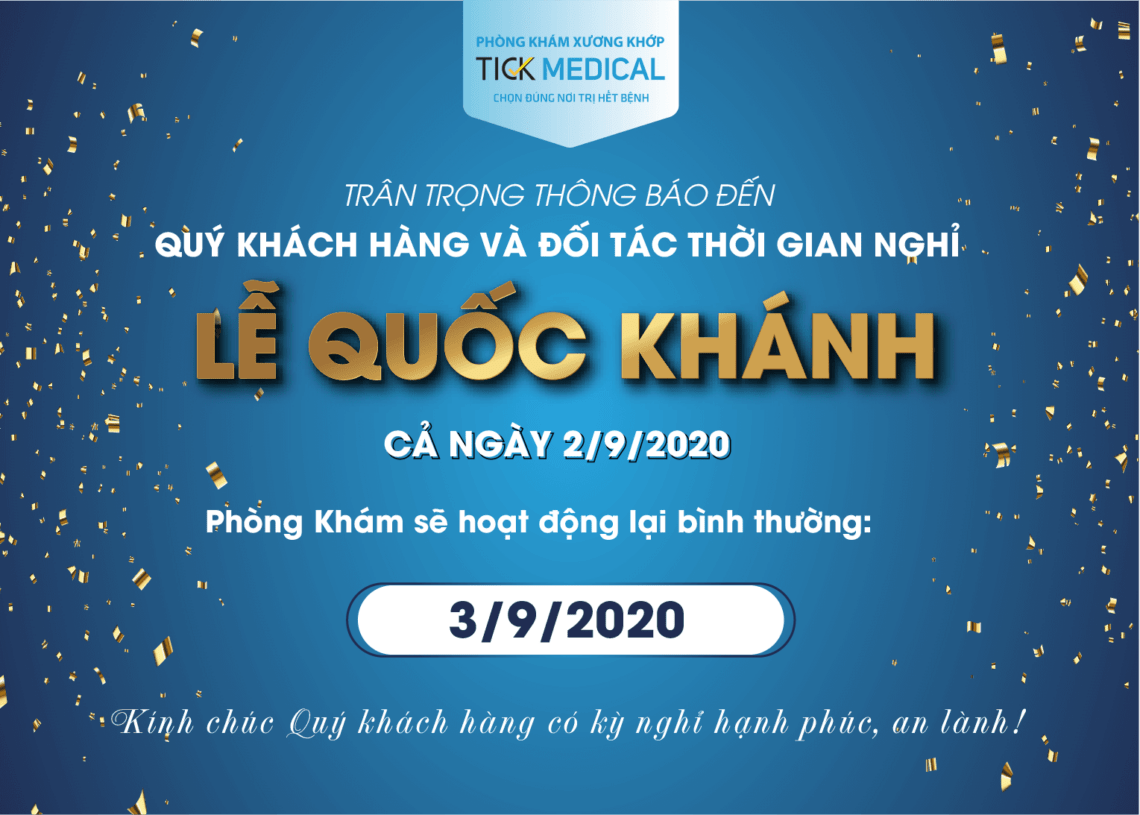 PHÒNG KHÁM XƯƠNG KHỚP
TICK MEDICAL
CHỌN ĐÚNG NƠI TRỊ HẾT BỆNH
TRÂN TRỌNG THÔNG BÁO ĐẾN
QUÝ KHÁCH HÀNG VÀ ĐỐI TÁC THỜI GIAN NGHỈ
LỄ QUỐC KHÁNH
CẢ NGÀY 2/9/2020
Phòng Khám sẽ hoạt động lại bình thường:
3/9/2020
Kính chúc Quý khách hàng có kỳ nghỉ hạnh phúc, an lành!